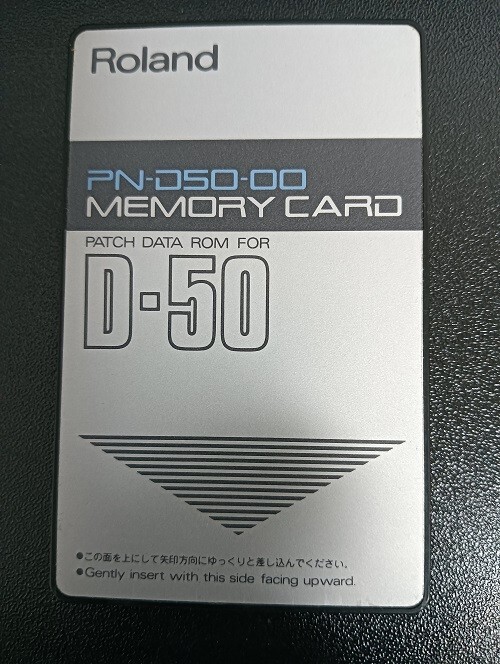 Roland
PN-D50-00
MEMORY CARD
PATCH DATA ROM FOR
D-50
●この面を上にして矢印方向にゆっくりと差し込んでください。
●Gently insert with this side facing upward.